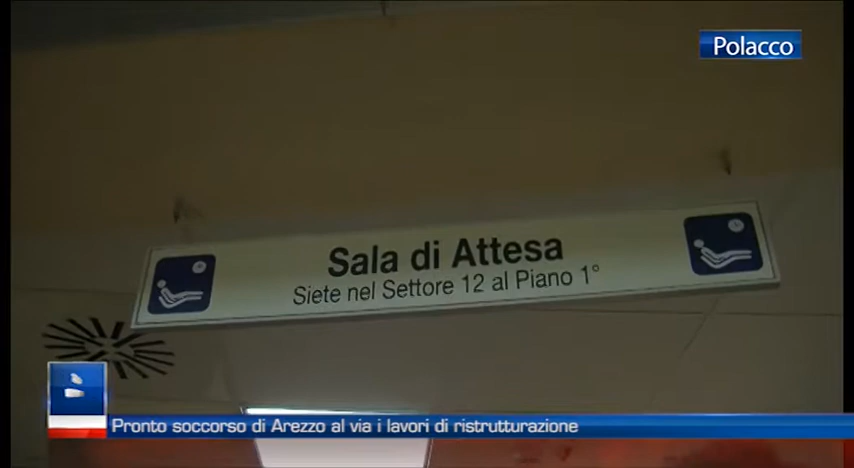 Polacco
Sala di Attesa
Siete nel Settore 12 al Piano 1°
Pronto soccorso di Arezzo al via i lavori di ristrutturazione